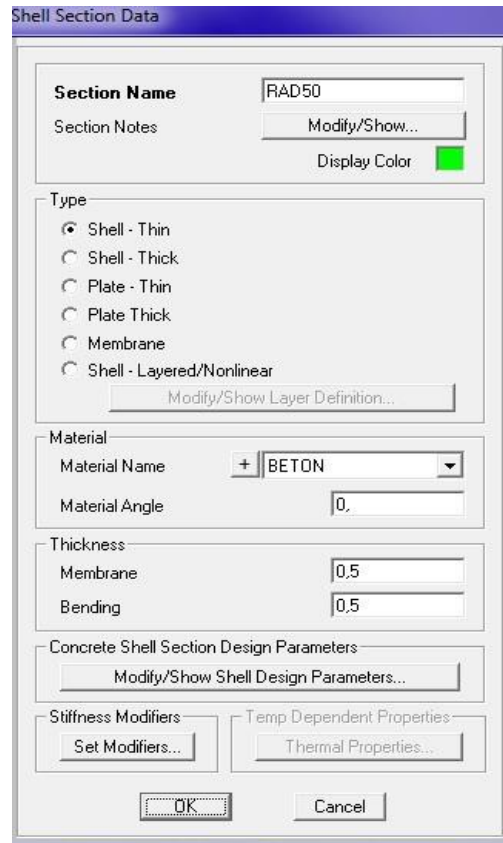 Shell Section Data
Section Name RAD50
Section Notes Modify/Show...
Display Color
Type
Shell - Thin
Shell - Thick
Plate - Thin
Plate Thick
Membrane
Shell - Layered/Nonlinear
Modify/Show Layer Definition...
Material
Material Name + BETON
Material Angle 0,
Thickness
Membrane 0,5
Bending 0,5
Concrete Shell Section Design Parameters
Modify/Show Shell Design Parameters...
Stiffness Modifiers Temp Dependent Properties
Set Modifiers... Thermal Properties...
OK Cancel